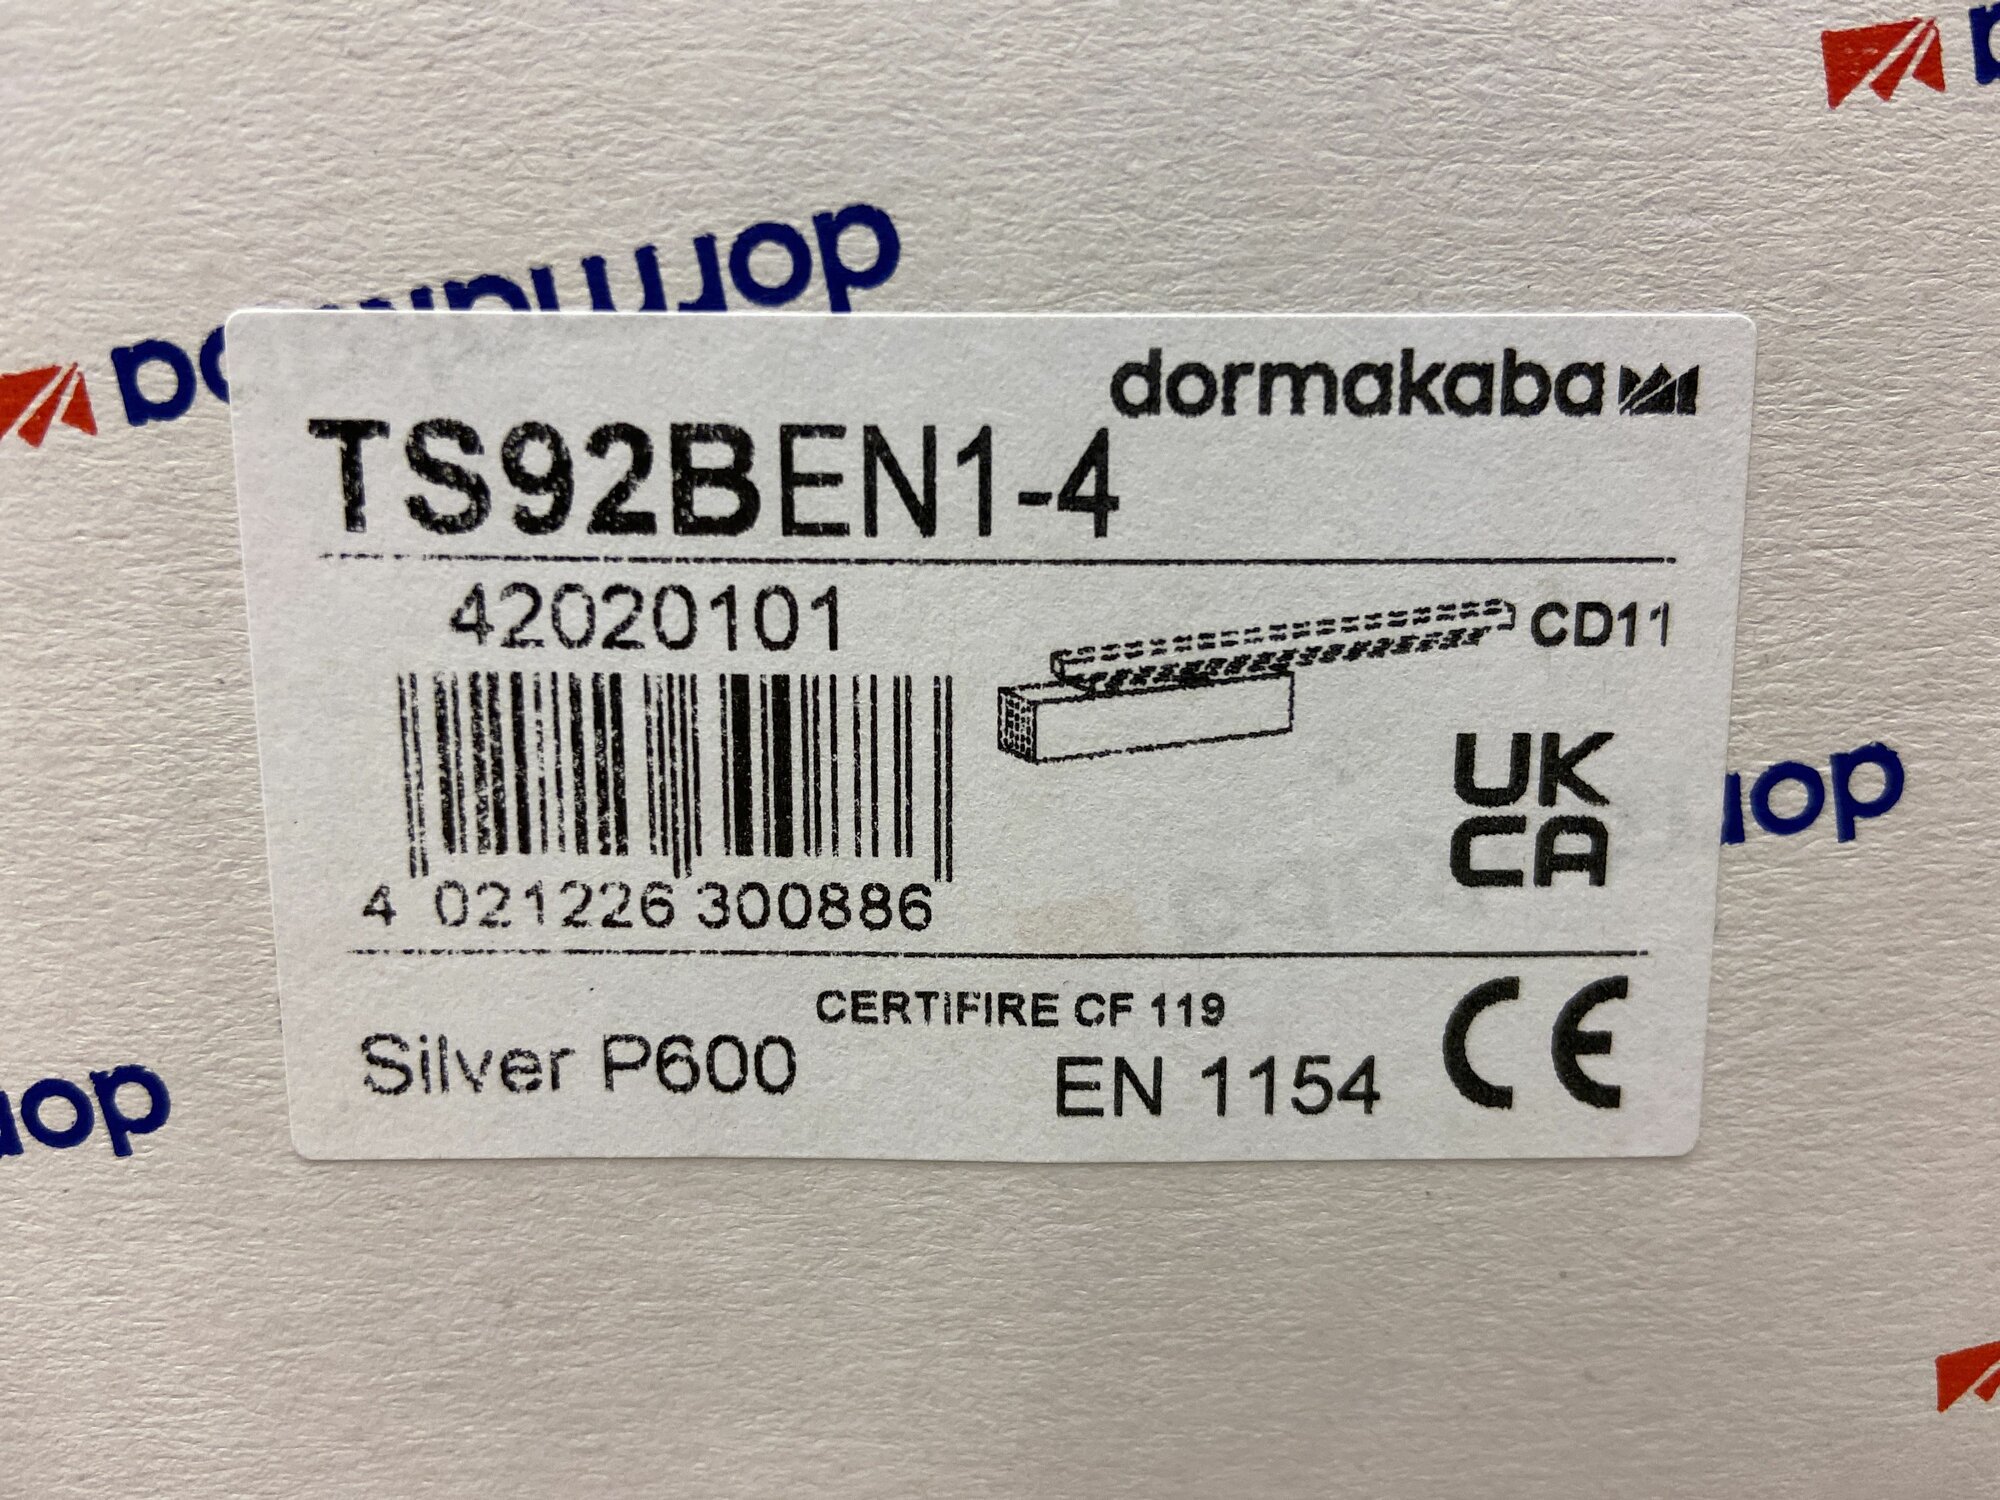 dormakaba
TS92BEN1-4
42020101
CD11
UK
CA
4 021226 300886
CERTIFIRE CF 119
Silver P600
EN 1154
CE